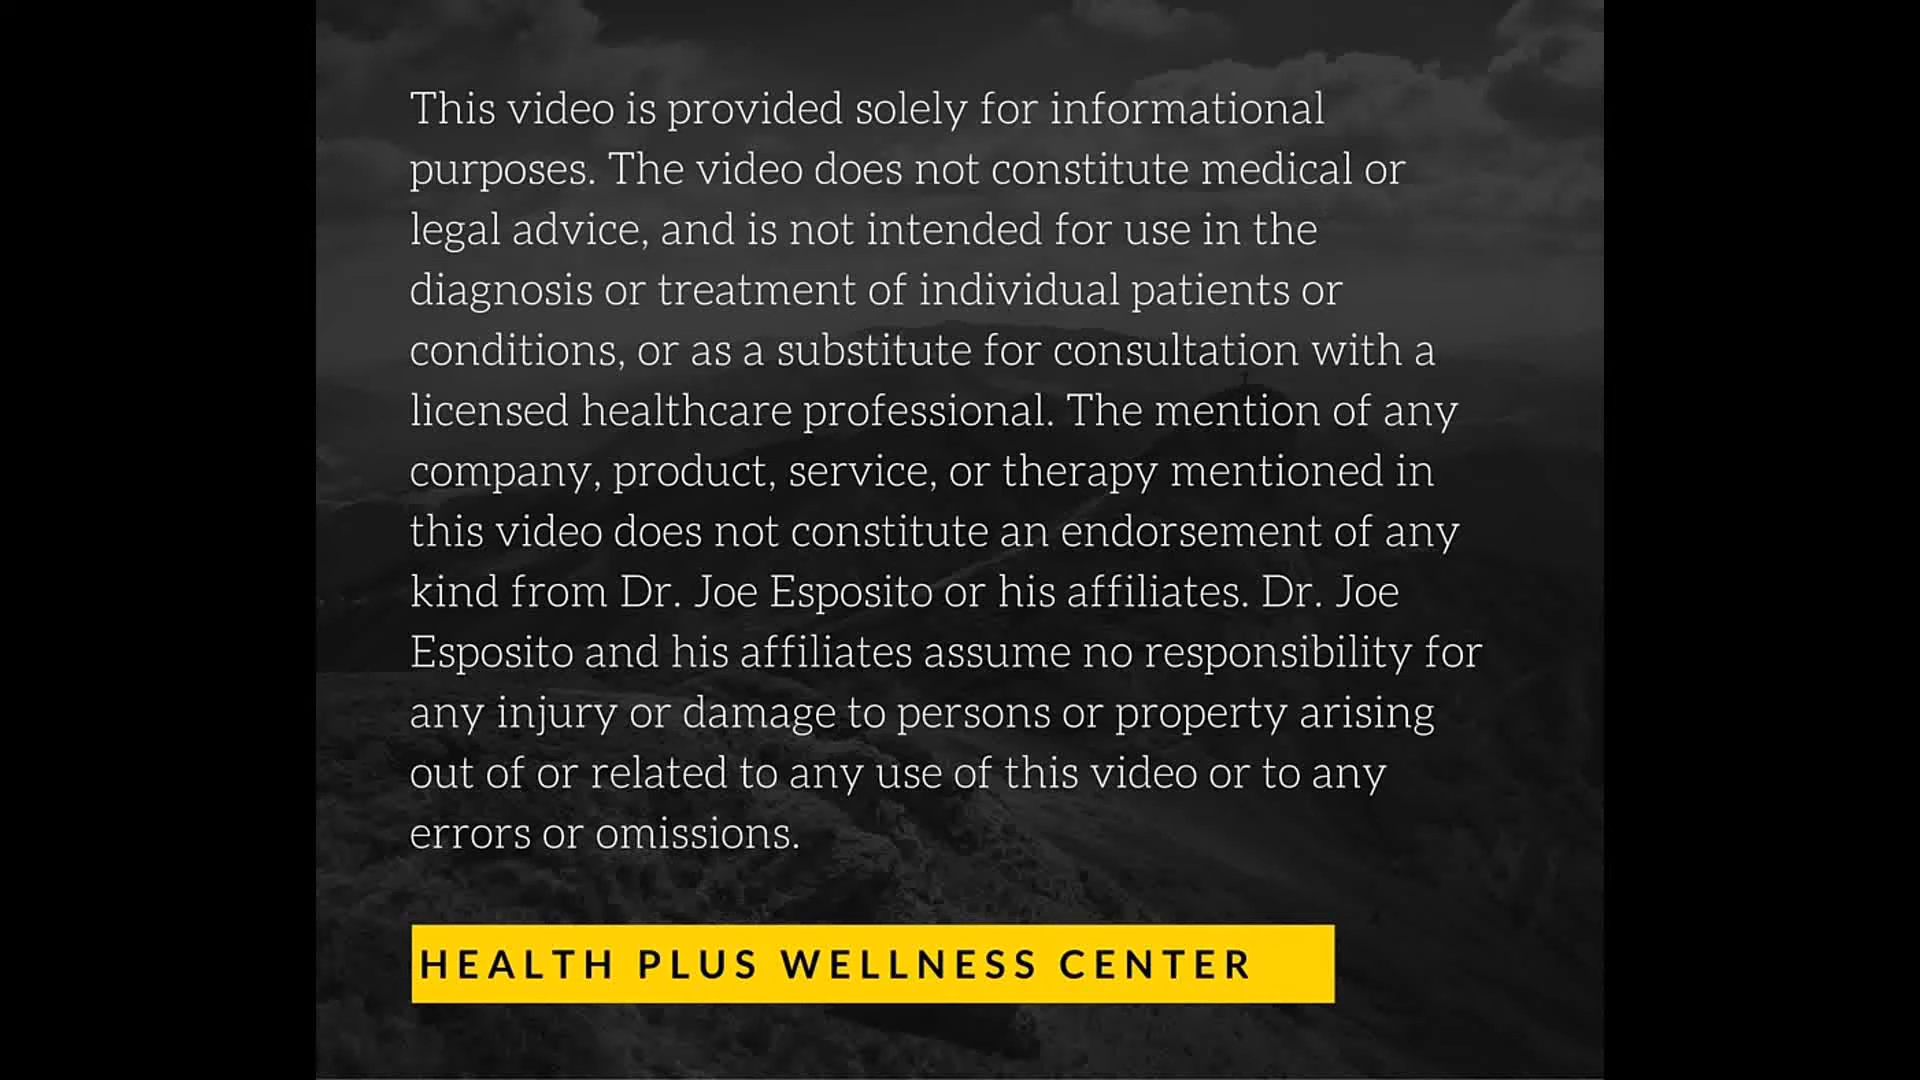 This video is provided solely for informational
purposes. The video does not constitute medical or
legal advice, and is not intended for use in the
diagnosis or treatment of individual patients or
conditions, or as a substitute for consultation with a
licensed healthcare professional. The mention of any
company, product, service, or therapy mentioned in
this video does not constitute an endorsement of any
kind from Dr. Joe Esposito or his affiliates. Dr. Joe
Esposito and his affiliates assume no responsibility for
any injury or damage to persons or property arising
out of or related to any use of this video or to any
errors or omissions.
HEALTH PLUS WELLNESS CENTER